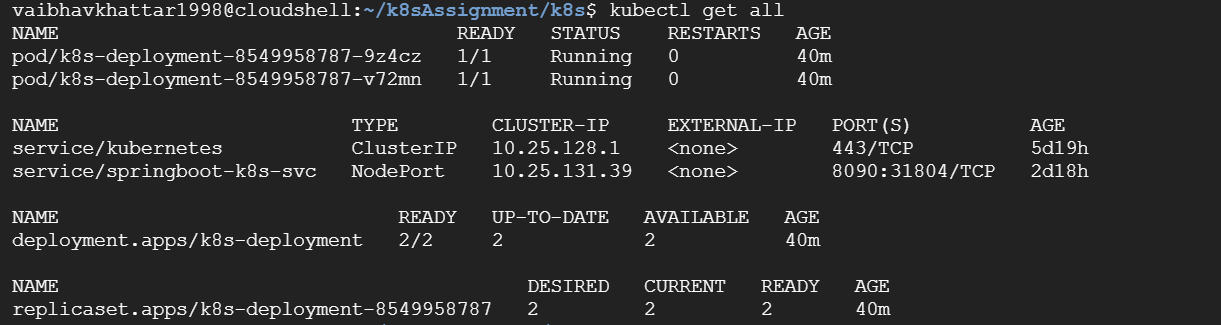 vaibhavkhattar1998@cloudshell:~/k8sAssignment/k8s$ kubectl get all
NAME READY STATUS RESTARTS AGE
pod/k8s-deployment-8549958787-9z4cz 1/1 Running 0 40m
pod/k8s-deployment-8549958787-v72mn 1/1 Running 0 40m
NAME TYPE CLUSTER-IP EXTERNAL-IP PORT(S) AGE
service/kubernetes ClusterIP 10.25.128.1 <none> 443/TCP 5d19h
service/springboot-k8s-svc NodePort 10.25.131.39 <none> 8090:31804/TCP 2d18h
NAME READY UP-TO-DATE AVAILABLE AGE
deployment.apps/k8s-deployment 2/2 2 2 40m
NAME DESIRED CURRENT READY AGE
replicaset.apps/k8s-deployment-8549958787 2 2 2 40m